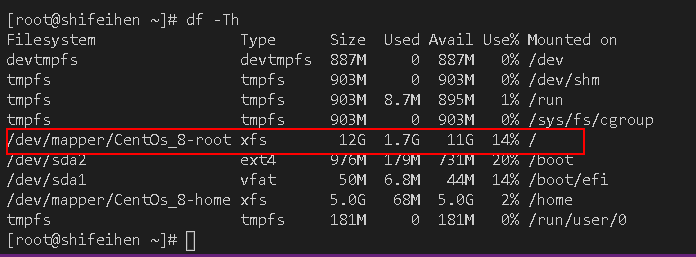 [root@shifeihen ~]# df -Th
Filesystem Type Size Used Avail Use% Mounted on
devtmpfs devtmpfs 887M 0 887M 0% /dev
tmpfs tmpfs 903M 0 903M 0% /dev/shm
tmpfs tmpfs 903M 8.7M 895M 1% /run
tmpfs tmpfs 903M 0 903M 0% /sys/fs/cgroup
/dev/mapper/CentOs_8-root xfs 12G 1.7G 11G 14% /
/dev/sda2 ext4 976M 179M 731M 20% /boot
/dev/sda1 vfat 50M 6.8M 44M 14% /boot/efi
/dev/mapper/CentOs_8-home xfs 5.0G 68M 5.0G 2% /home
tmpfs tmpfs 181M 0 181M 0% /run/user/0
[root@shifeihen ~]#